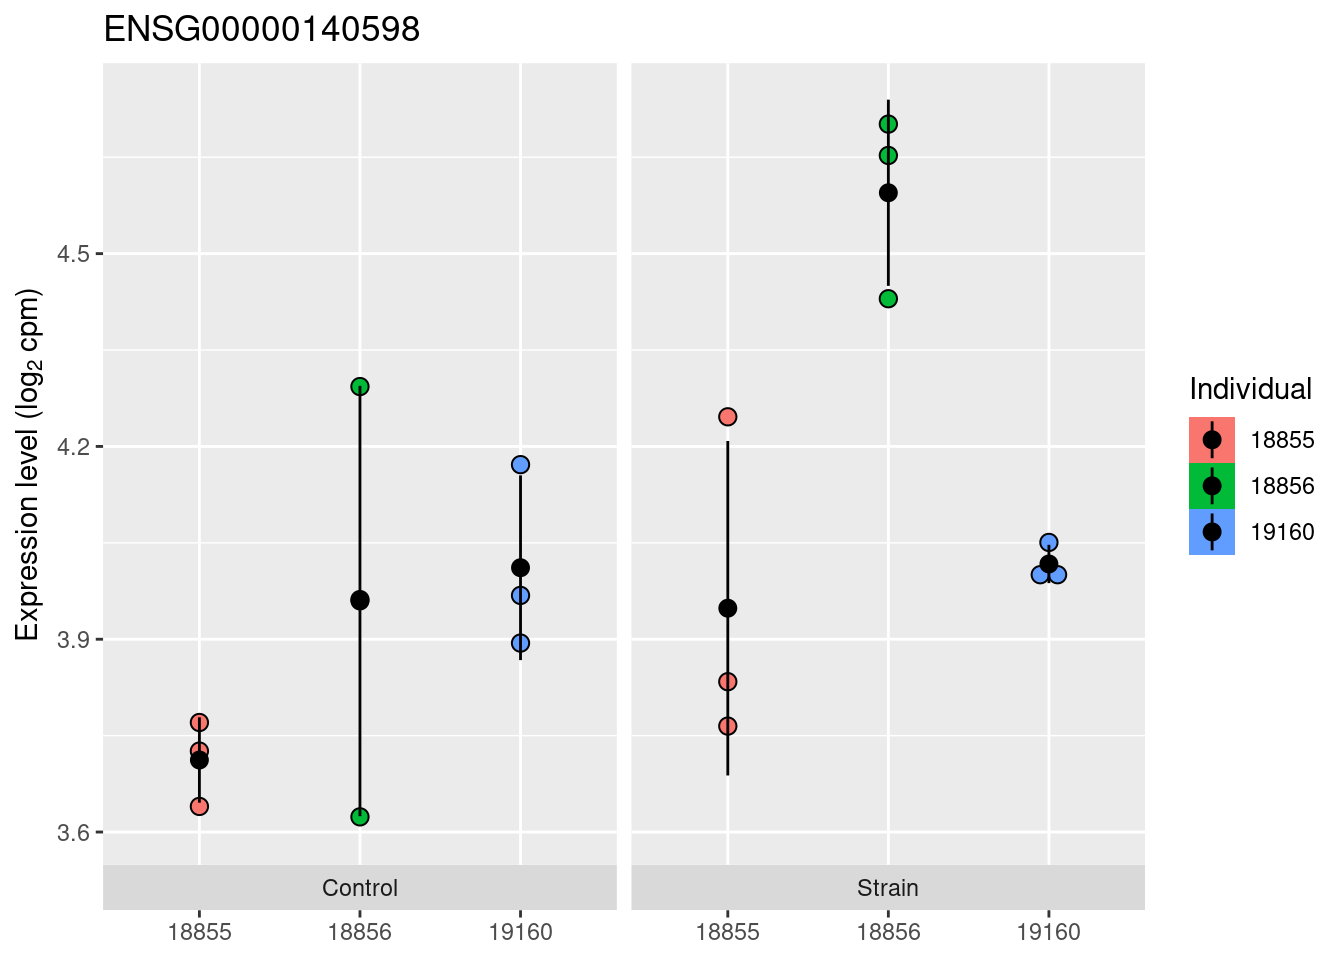 ENSG00000140598
Expression level (log₂ cpm)
4.5
4.2
3.9
3.6
Control
Strain
18855 18856 19160
18855 18856 19160
Individual
18855
18856
19160